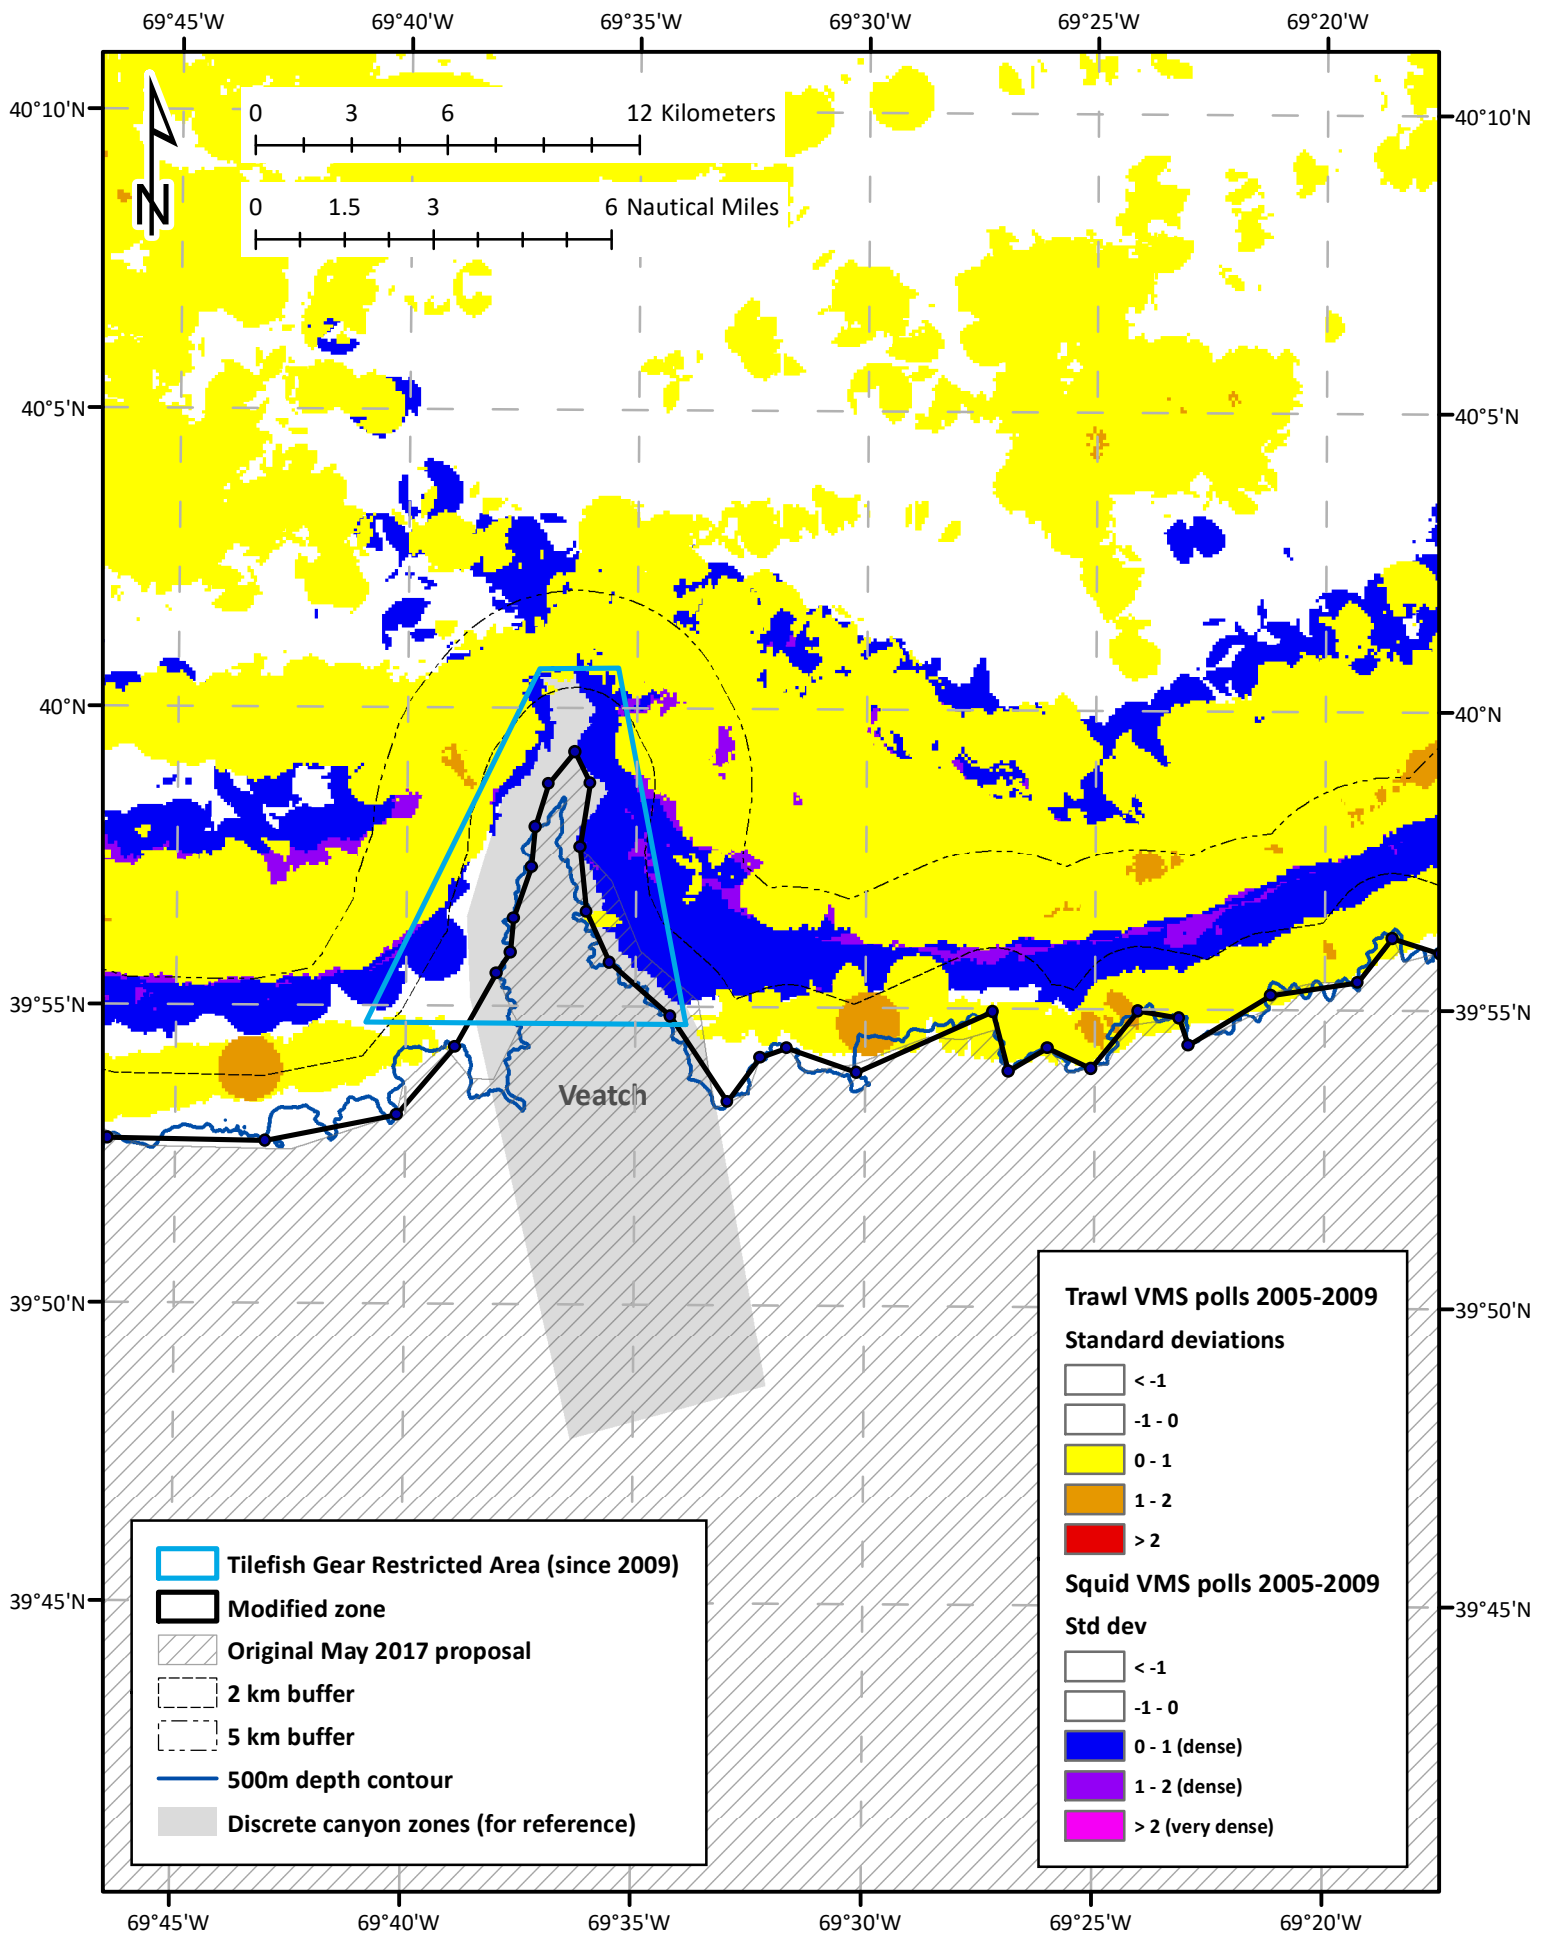 69°45'W 69°40'W 69°35'W 69°30'W 69°25'W 69°20'W
40°10'N
40°10'N
0 3 6 12 Kilometers
N
0 1.5 3 6 Nautical Miles
40°5'N
40°5'N
40°N
40°N
39°55'N
39°55'N
Veatch
39°50'N
39°50'N
39°45'N
39°45'N
Trawl VMS polls 2005-2009
Standard deviations
< -1
-1 - 0
0 - 1
1 - 2
> 2
Squid VMS polls 2005-2009
Std dev
< -1
-1 - 0
0 - 1 (dense)
1 - 2 (dense)
> 2 (very dense)
Tilefish Gear Restricted Area (since 2009)
Modified zone
Original May 2017 proposal
2 km buffer
5 km buffer
500m depth contour
Discrete canyon zones (for reference)
69°45'W 69°40'W 69°35'W 69°30'W 69°25'W 69°20'W